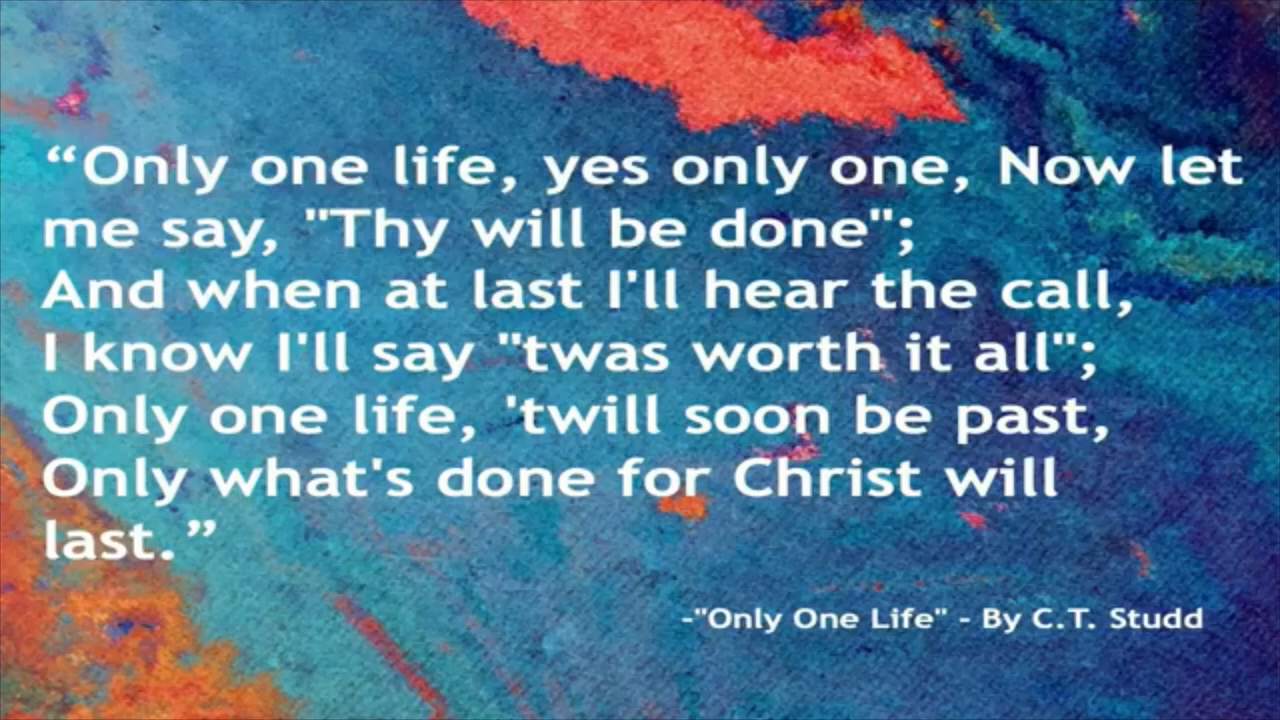 “Only one life, yes only one, Now let
me say, "Thy will be done";
And when at last I'll hear the call,
I know I'll say "twas worth it all";
Only one life, 'twill soon be past,
Only what's done for Christ will
last.”
-"Only One Life" - By C.T. Studd